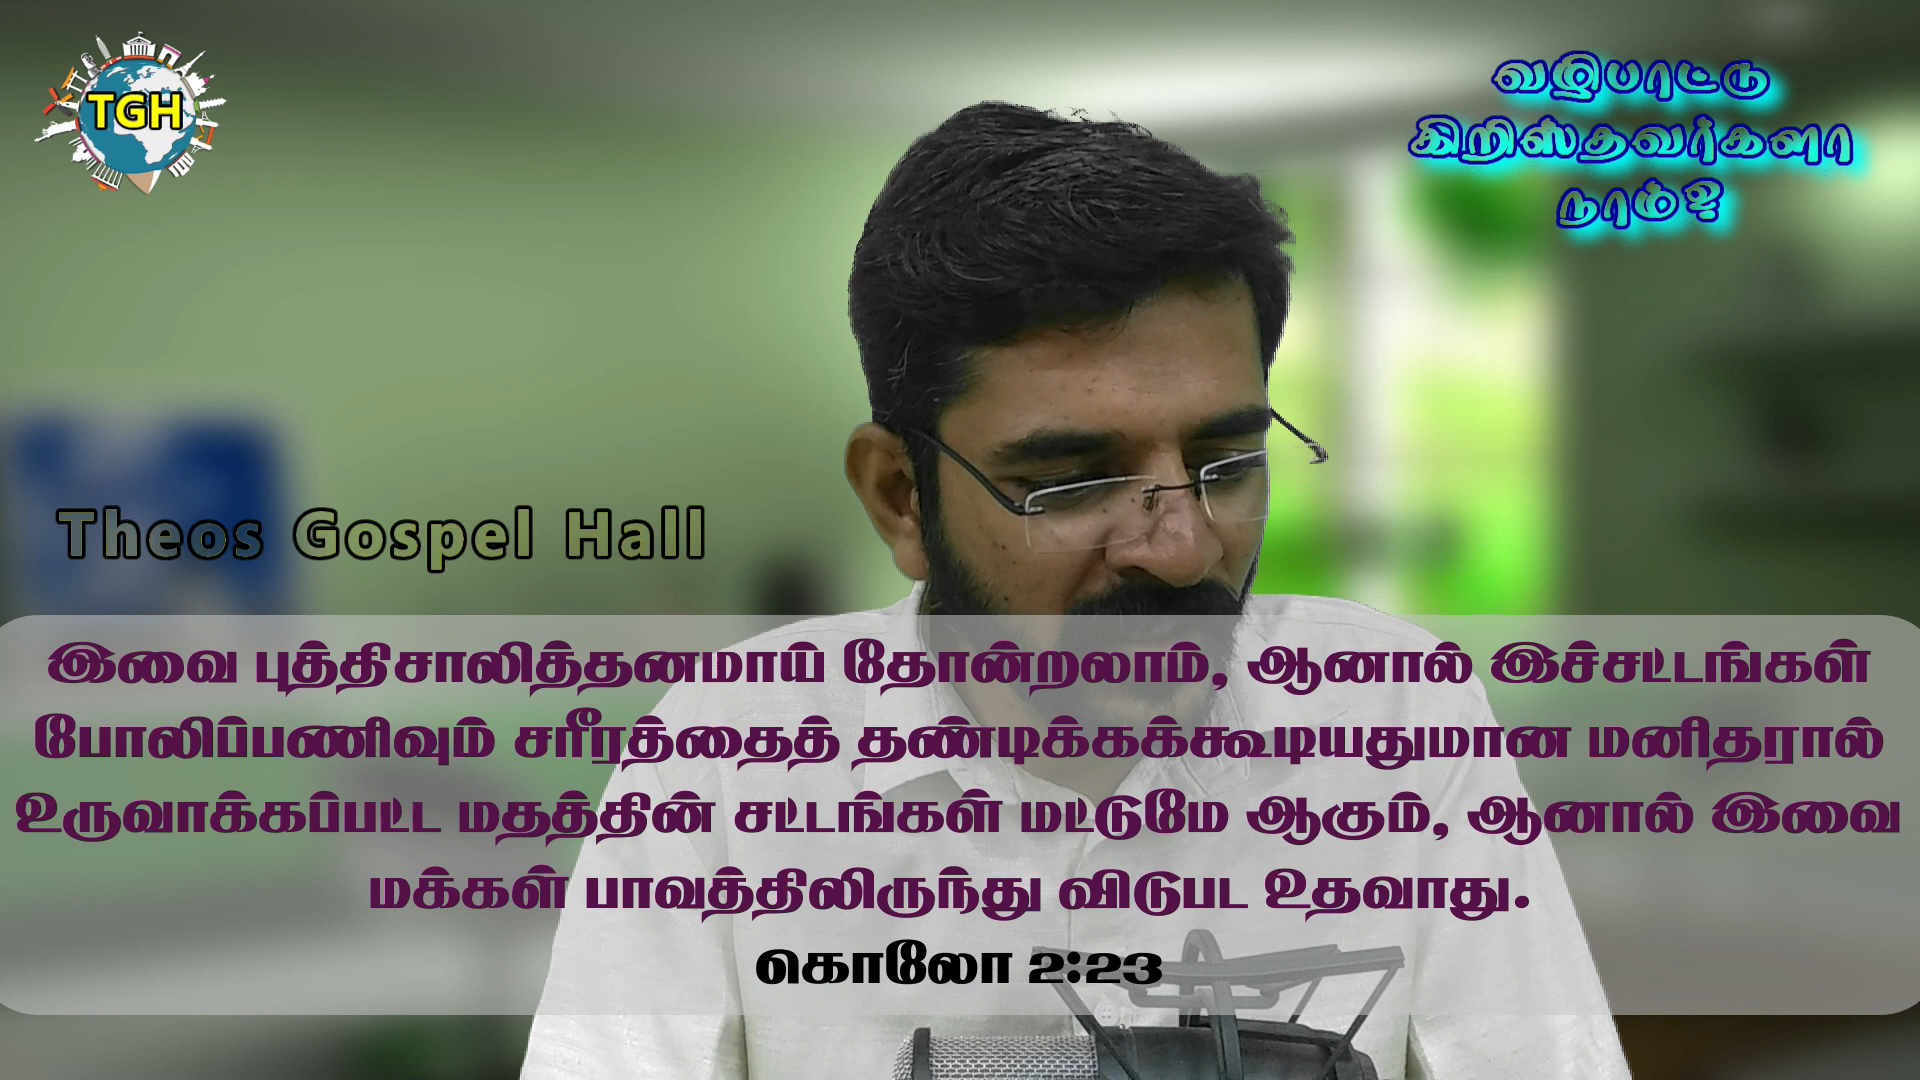 TGH
வழிபாட்டு
கிறிஸ்தவர்களா
நாம்?
Theos Gospel Hall
இவை புத்திசாலித்தனமாய் தோன்றலாம், ஆனால் இச்சட்டங்கள்
போலிப்பணிவும் சரீரத்தைத் தண்டிக்கக்கூடியதுமான மனிதரால்
உருவாக்கப்பட்ட மதத்தின் சட்டங்கள் மட்டுமே ஆகும், ஆனால் இவை
மக்கள் பாவத்திலிருந்து விடுபட உதவாது.
கொலோ 2:23